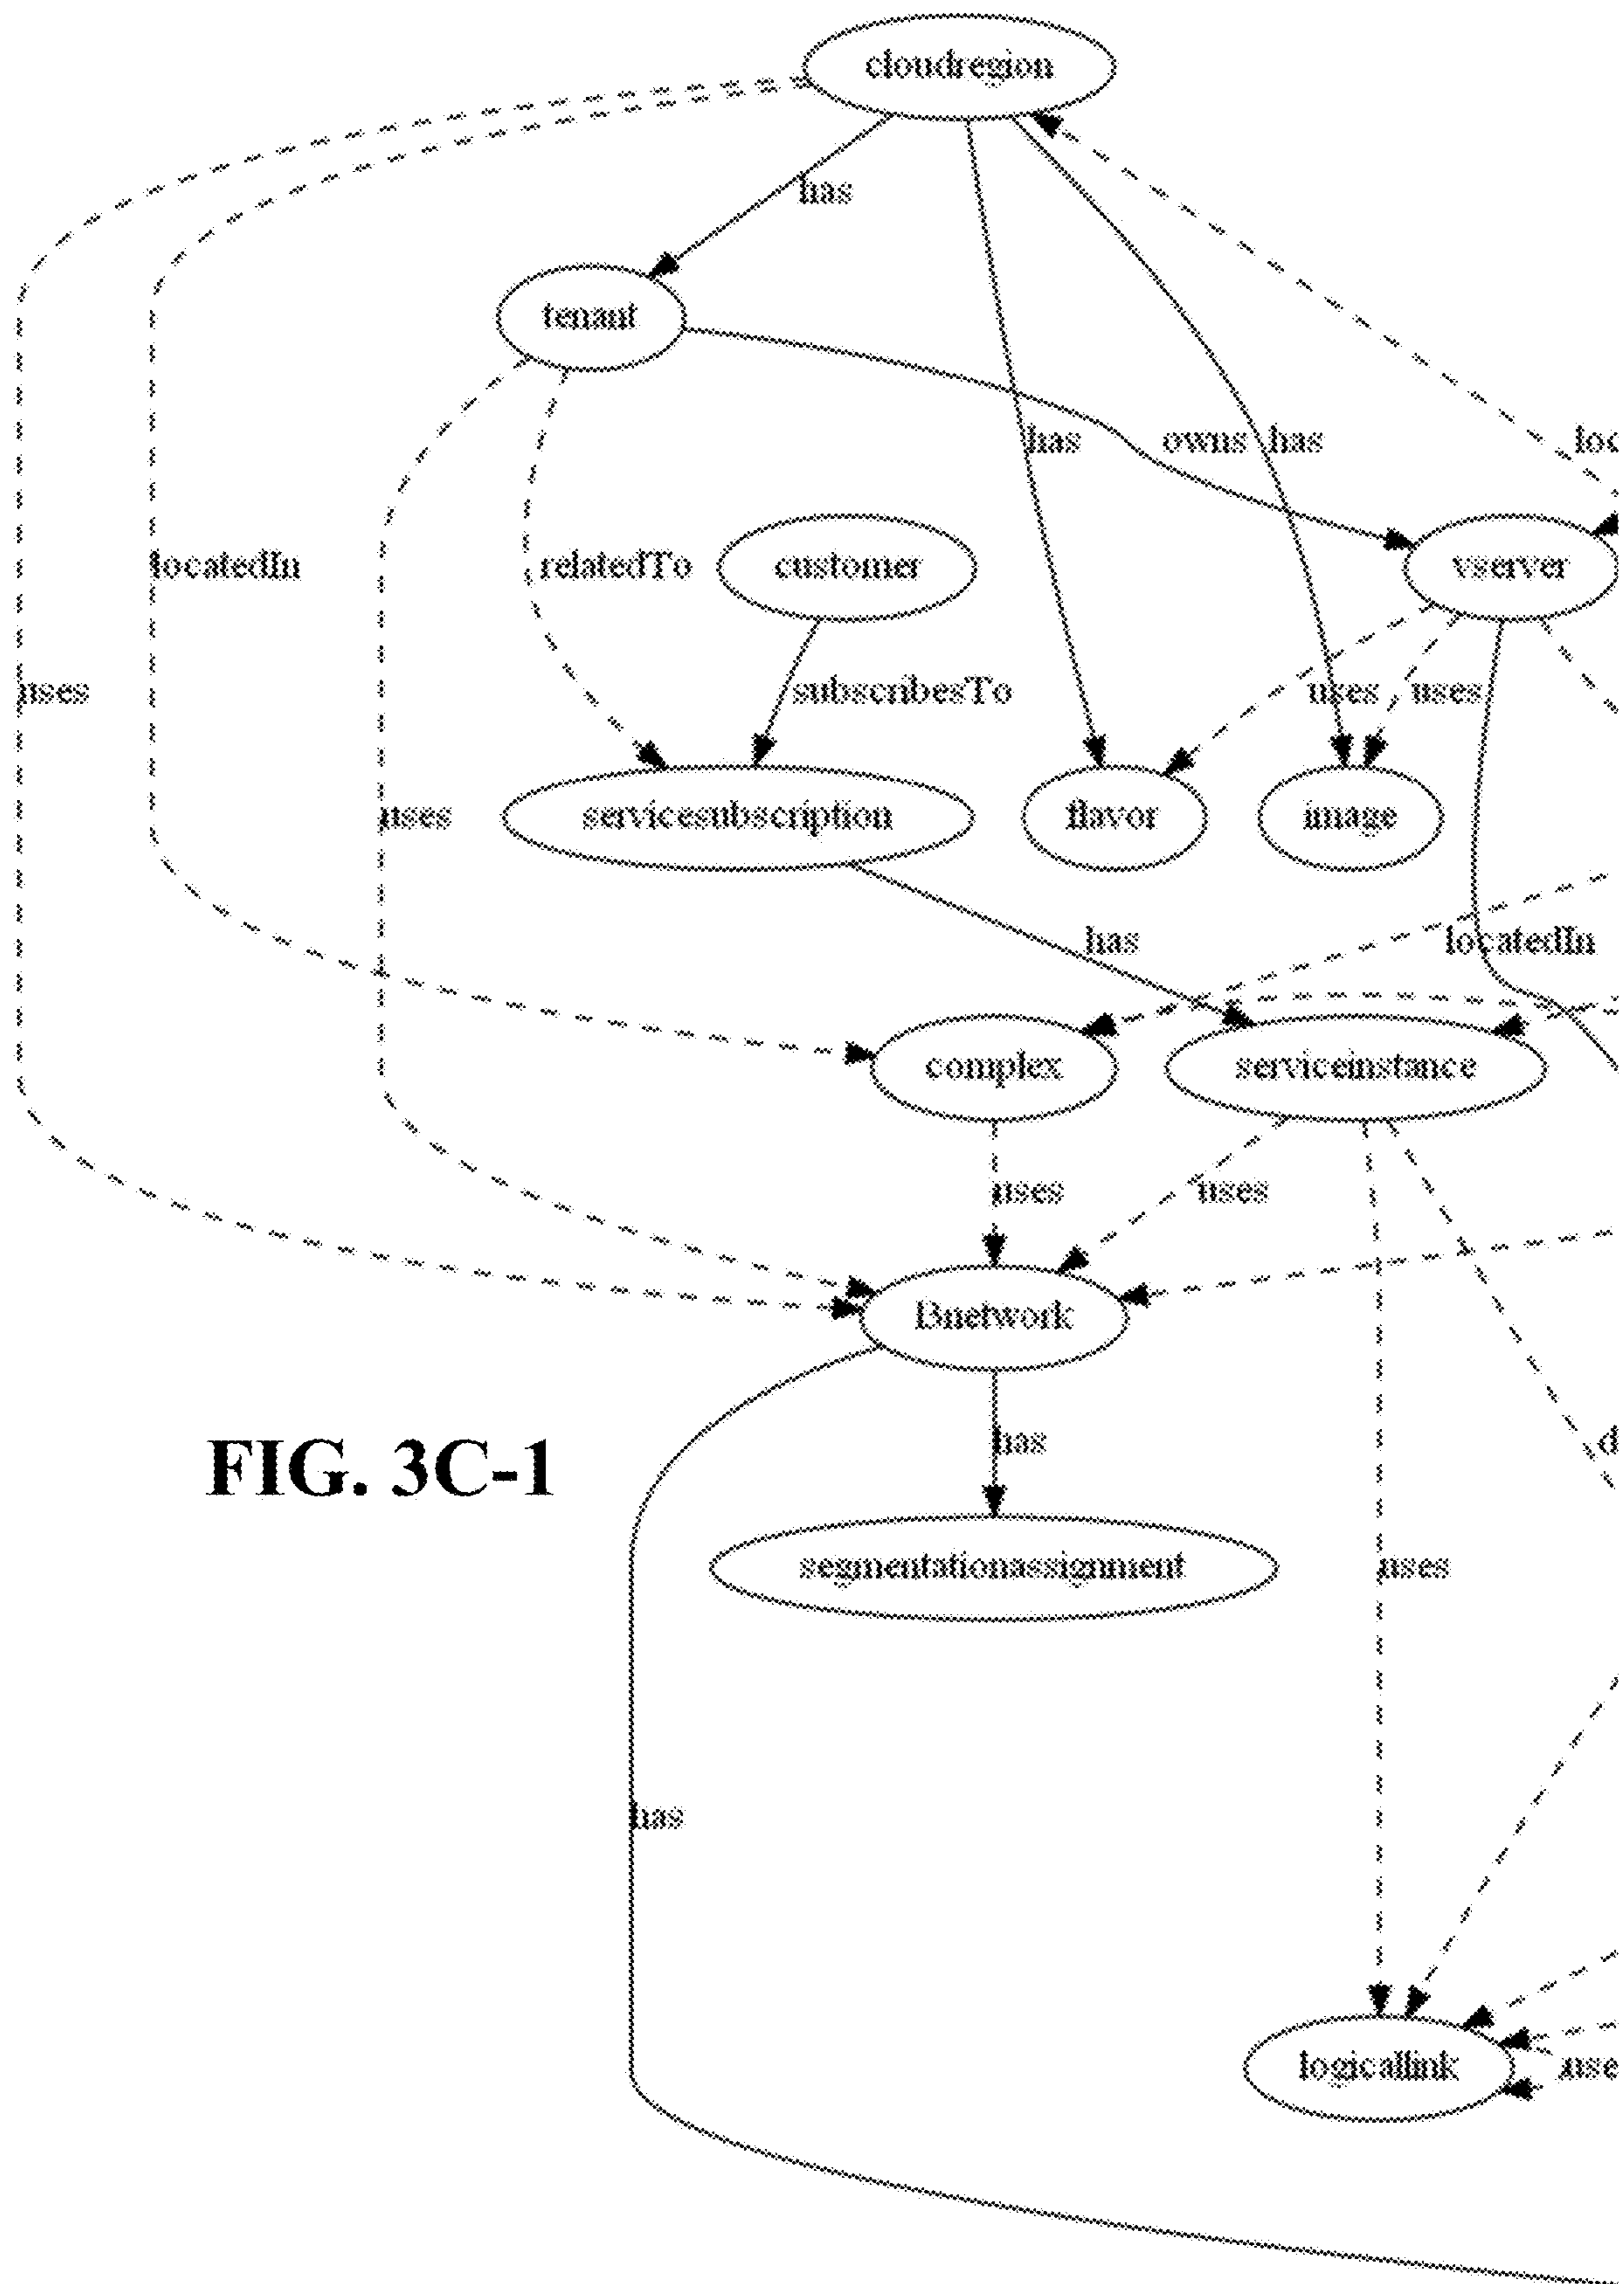 cloudregion
has
tenant
has
owns
has
loc
locatedIn
relatedTo
customer
vserver
uses
subscribesTo
uses
uses
uses
servicesubscription
flavor
image
has
locatedIn
complex
serviceinstance
uses
uses
l3network
FIG. 3C-1
has
d
segmentationassignment
uses
has
logicallink
use